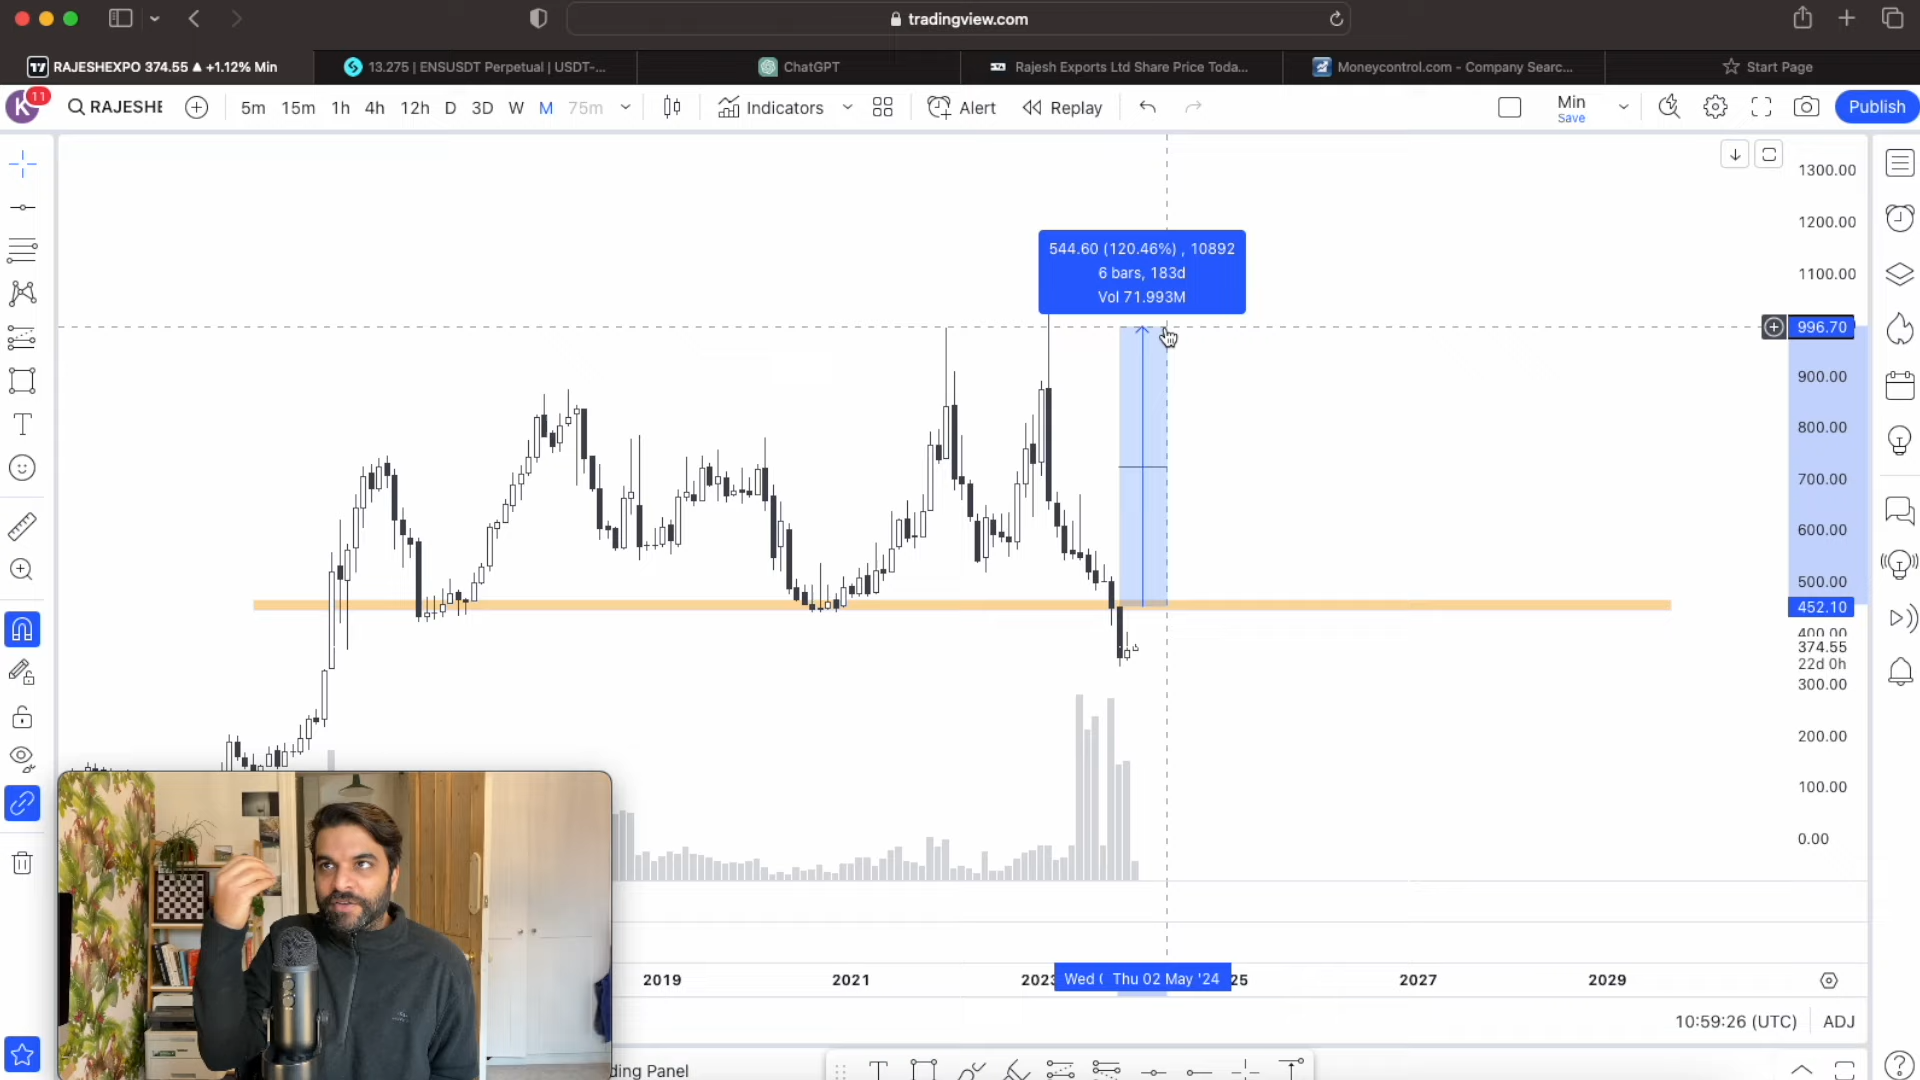 tradingview.com
RAJESHEXPO 374.55 ▲ +1.12% Min
13.275 | ENSUSDT Perpetual | USDT-...
ChatGPT
Rajesh Exports Ltd Share Price Toda...
Moneycontrol.com - Company Searc...
Start Page
K 11
RAJESHE
5m 15m 1h 4h 12h D 3D W M 75m
Indicators
Alert
Replay
Min
Save
Publish
1300.00
1200.00
1100.00
544.60 (120.46%) , 10892
6 bars, 183d
Vol 71.993M
996.70
900.00
800.00
700.00
600.00
500.00
452.10
400.00
374.55
22d 0h
300.00
200.00
100.00
0.00
2019
2021
2023
Wed ( Thu 02 May '24
25
2027
2029
10:59:26 (UTC)
ADJ
ding Panel